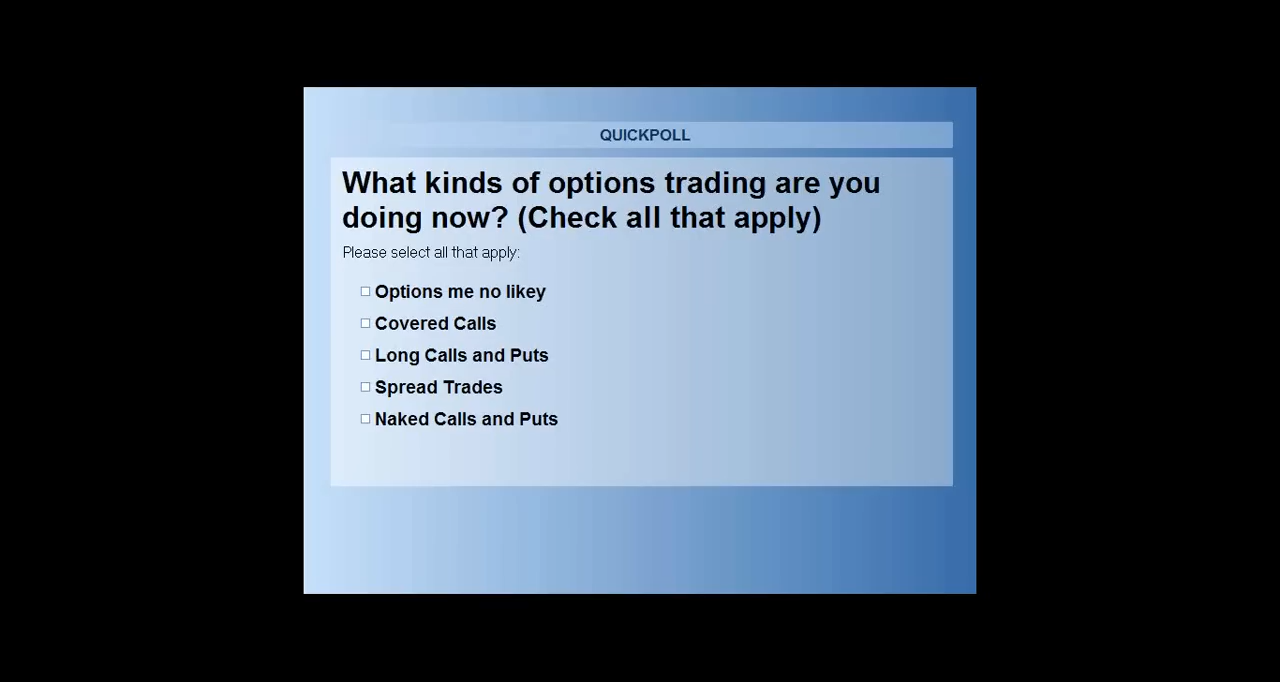 QUICKPOLL
What kinds of options trading are you
doing now? (Check all that apply)
Please select all that apply:
Options me no likey
Covered Calls
Long Calls and Puts
Spread Trades
Naked Calls and Puts